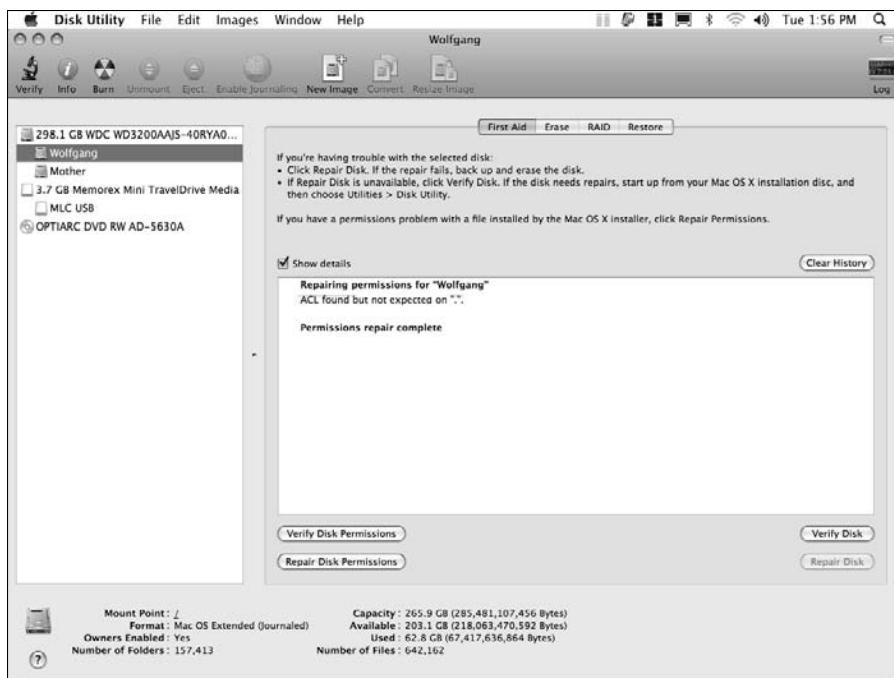 Disk Utility File Edit Images Window Help Tue 1:56 PM
Wolfgang
Verify Info Burn Unmount Eject Enable Journaling New Image Convert Resize Image Log
298.1 GB WDC WD3200AAJS-40RYA0...
Wolfgang
Mother
3.7 GB Memorex Mini TravelDrive Media
MLC USB
OPTIARC DVD RW AD-5630A
First Aid Erase RAID Restore
If you're having trouble with the selected disk:
• Click Repair Disk. If the repair fails, back up and erase the disk.
• If Repair Disk is unavailable, click Verify Disk. If the disk needs repairs, start up from your Mac OS X installation disc, and
then choose Utilities > Disk Utility.
If you have a permissions problem with a file installed by the Mac OS X installer, click Repair Permissions.
Show details
Clear History
Repairing permissions for "Wolfgang"
ACL found but not expected on ".".
Permissions repair complete
Verify Disk Permissions
Verify Disk
Repair Disk Permissions
Repair Disk
Mount Point : / Capacity : 265.9 GB (285,481,107,456 Bytes)
Format : Mac OS Extended (Journaled) Available : 203.1 GB (218,063,470,592 Bytes)
Owners Enabled : Yes Used : 62.8 GB (67,417,636,864 Bytes)
Number of Folders : 157,413 Number of Files : 642,162
?